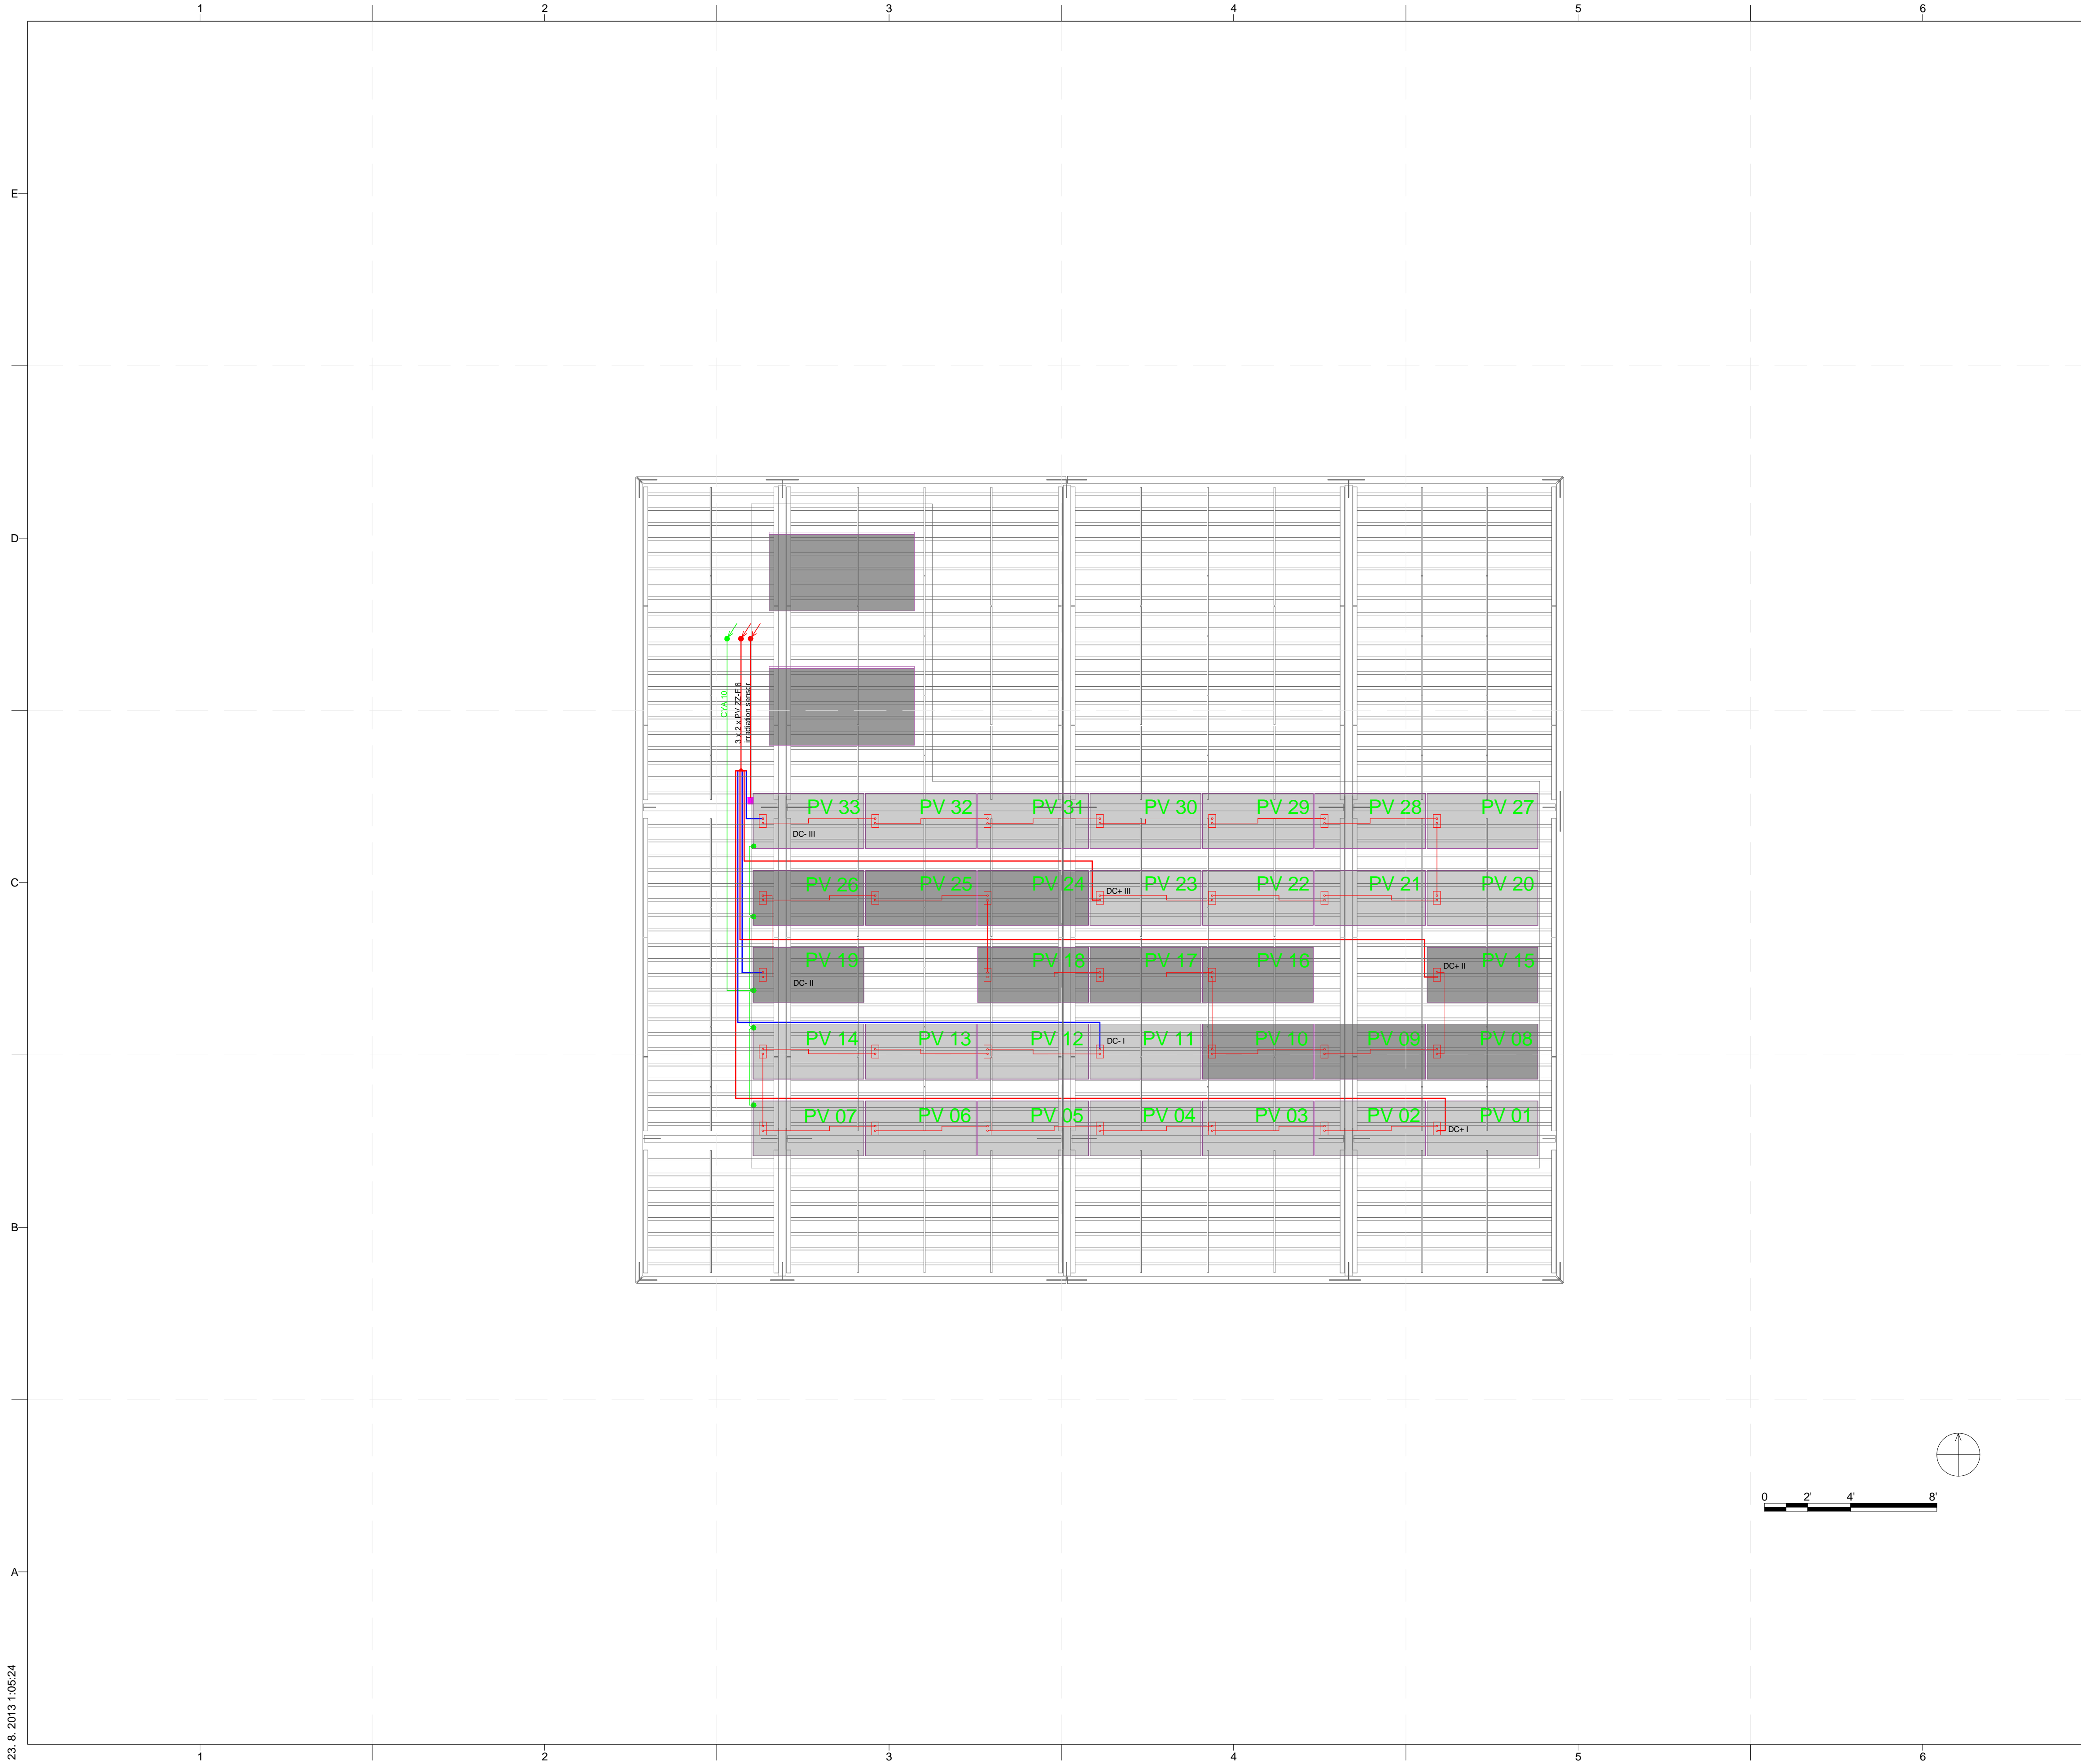 1 2 3 4 5 6
E
D
CYA 10
3 x 2 x PV ZZ-F 6
irradiation sensor
PV 33 PV 32 PV 31 PV 30 PV 29 PV 28 PV 27
DC- III
C
PV 26 PV 25 PV 24 PV 23 PV 22 PV 21 PV 20
DC+ III
PV 19 PV 18 PV 17 PV 16 PV 15
DC+ II
DC- II
PV 14 PV 13 PV 12 PV 11 PV 10 PV 09 PV 08
DC- I
PV 07 PV 06 PV 05 PV 04 PV 03 PV 02 PV 01
DC+ I
B
0 2' 4' 8'
A
23. 8. 2013 1:05:24
1 2 3 4 5 6